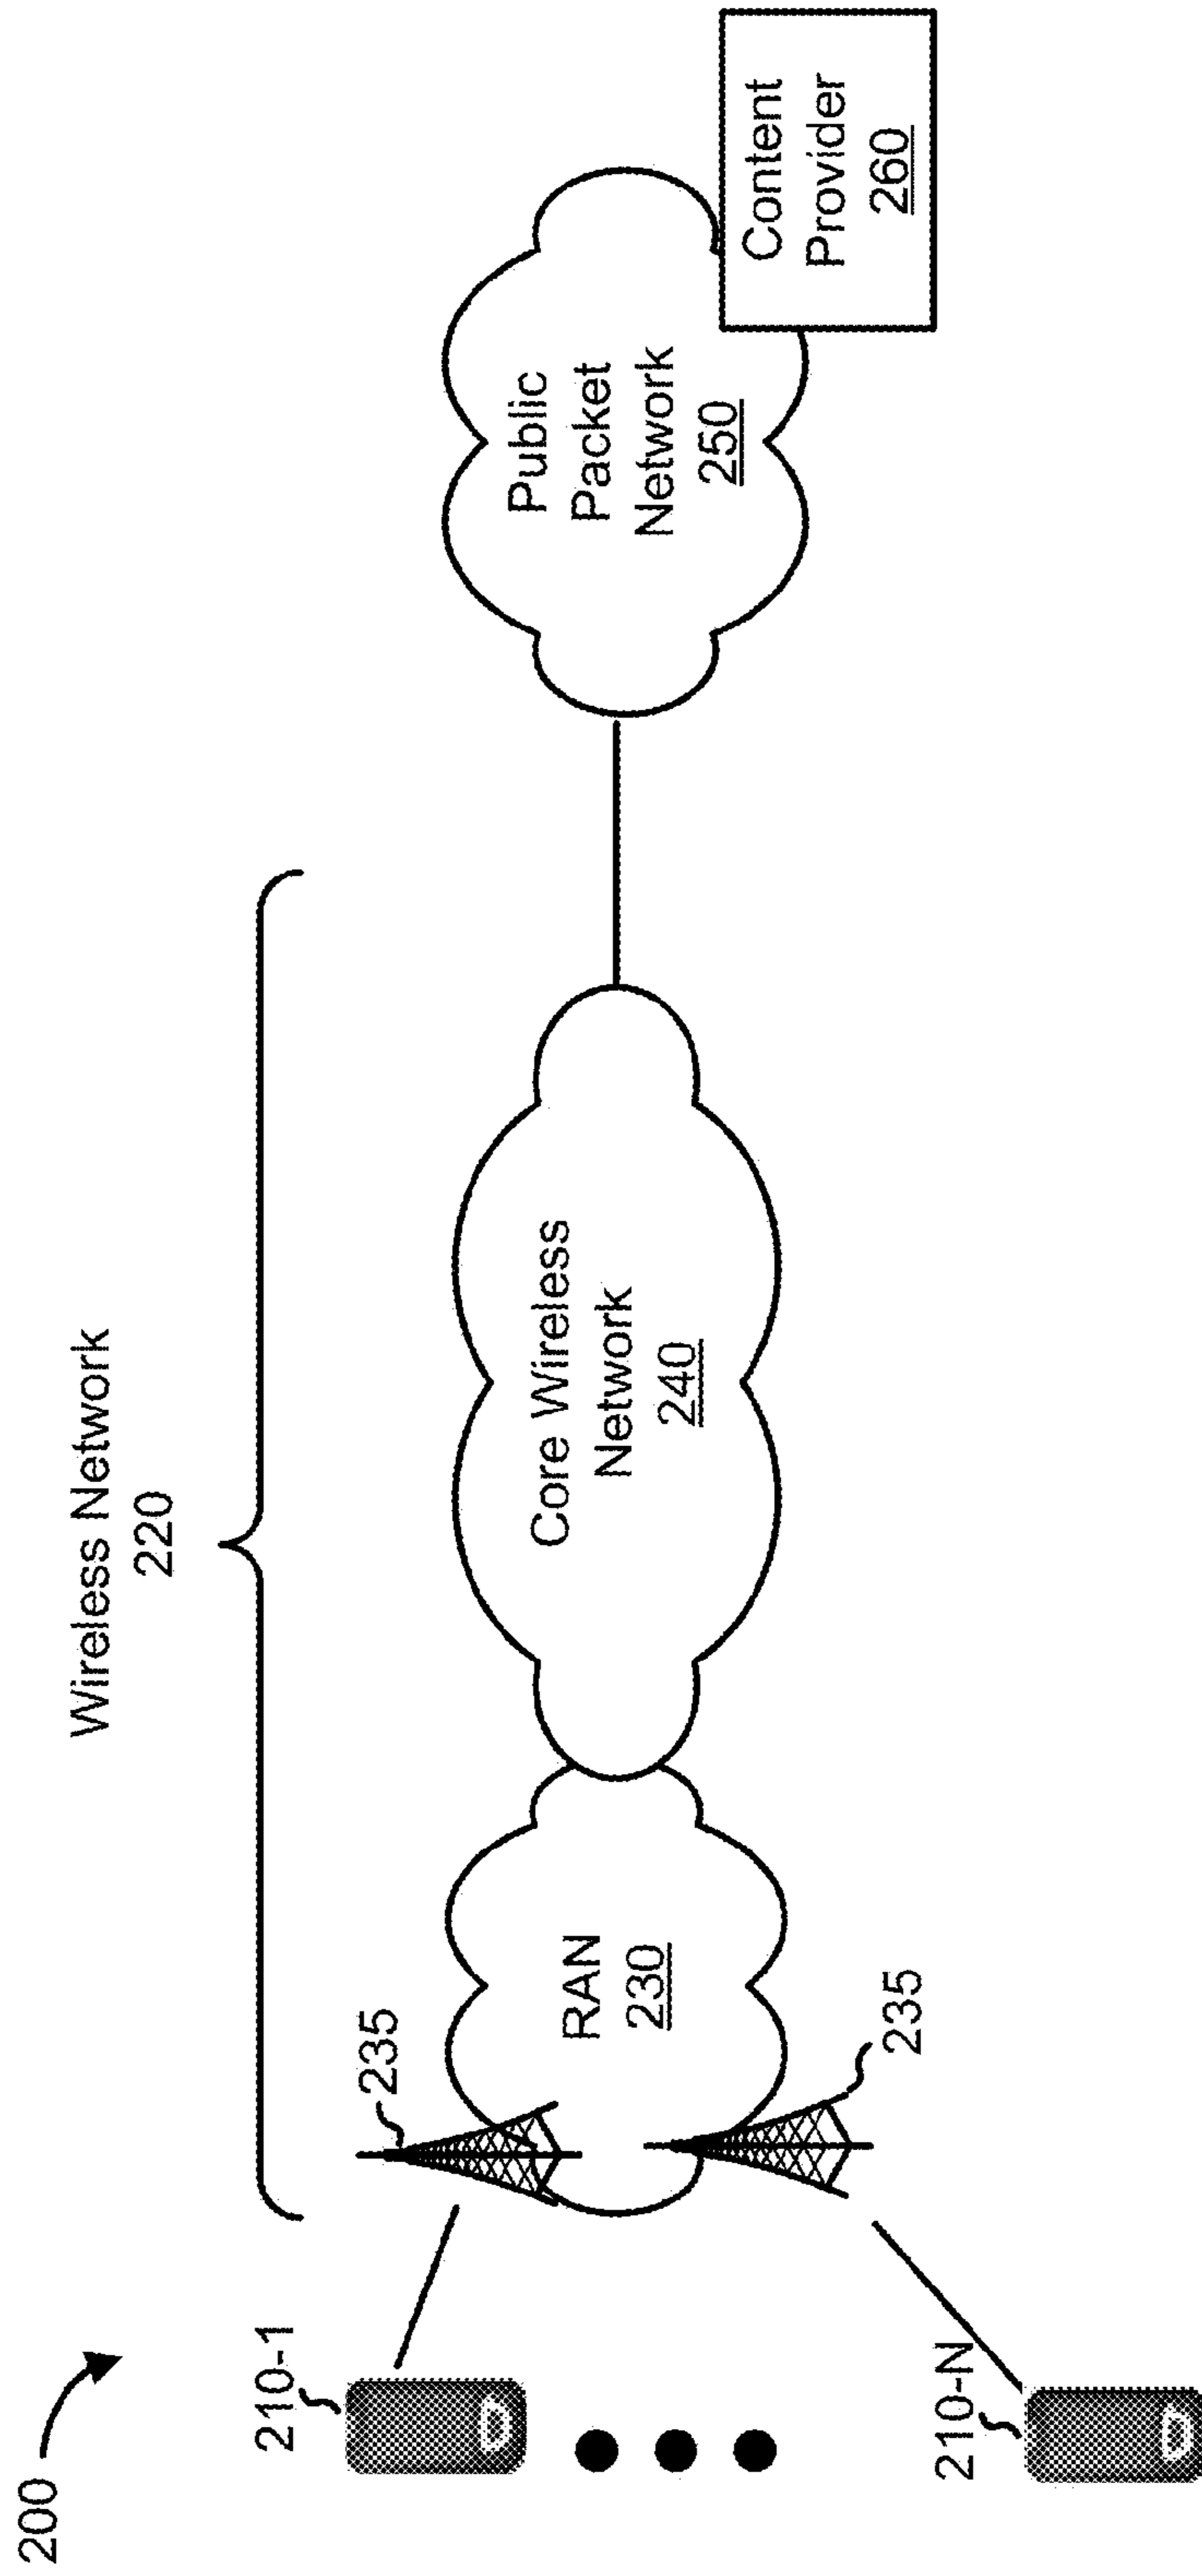 200
Wireless Network
220
210-1
235
RAN
230
Core Wireless
Network
240
Public
Packet
Network
250
Content
Provider
260
235
210-N